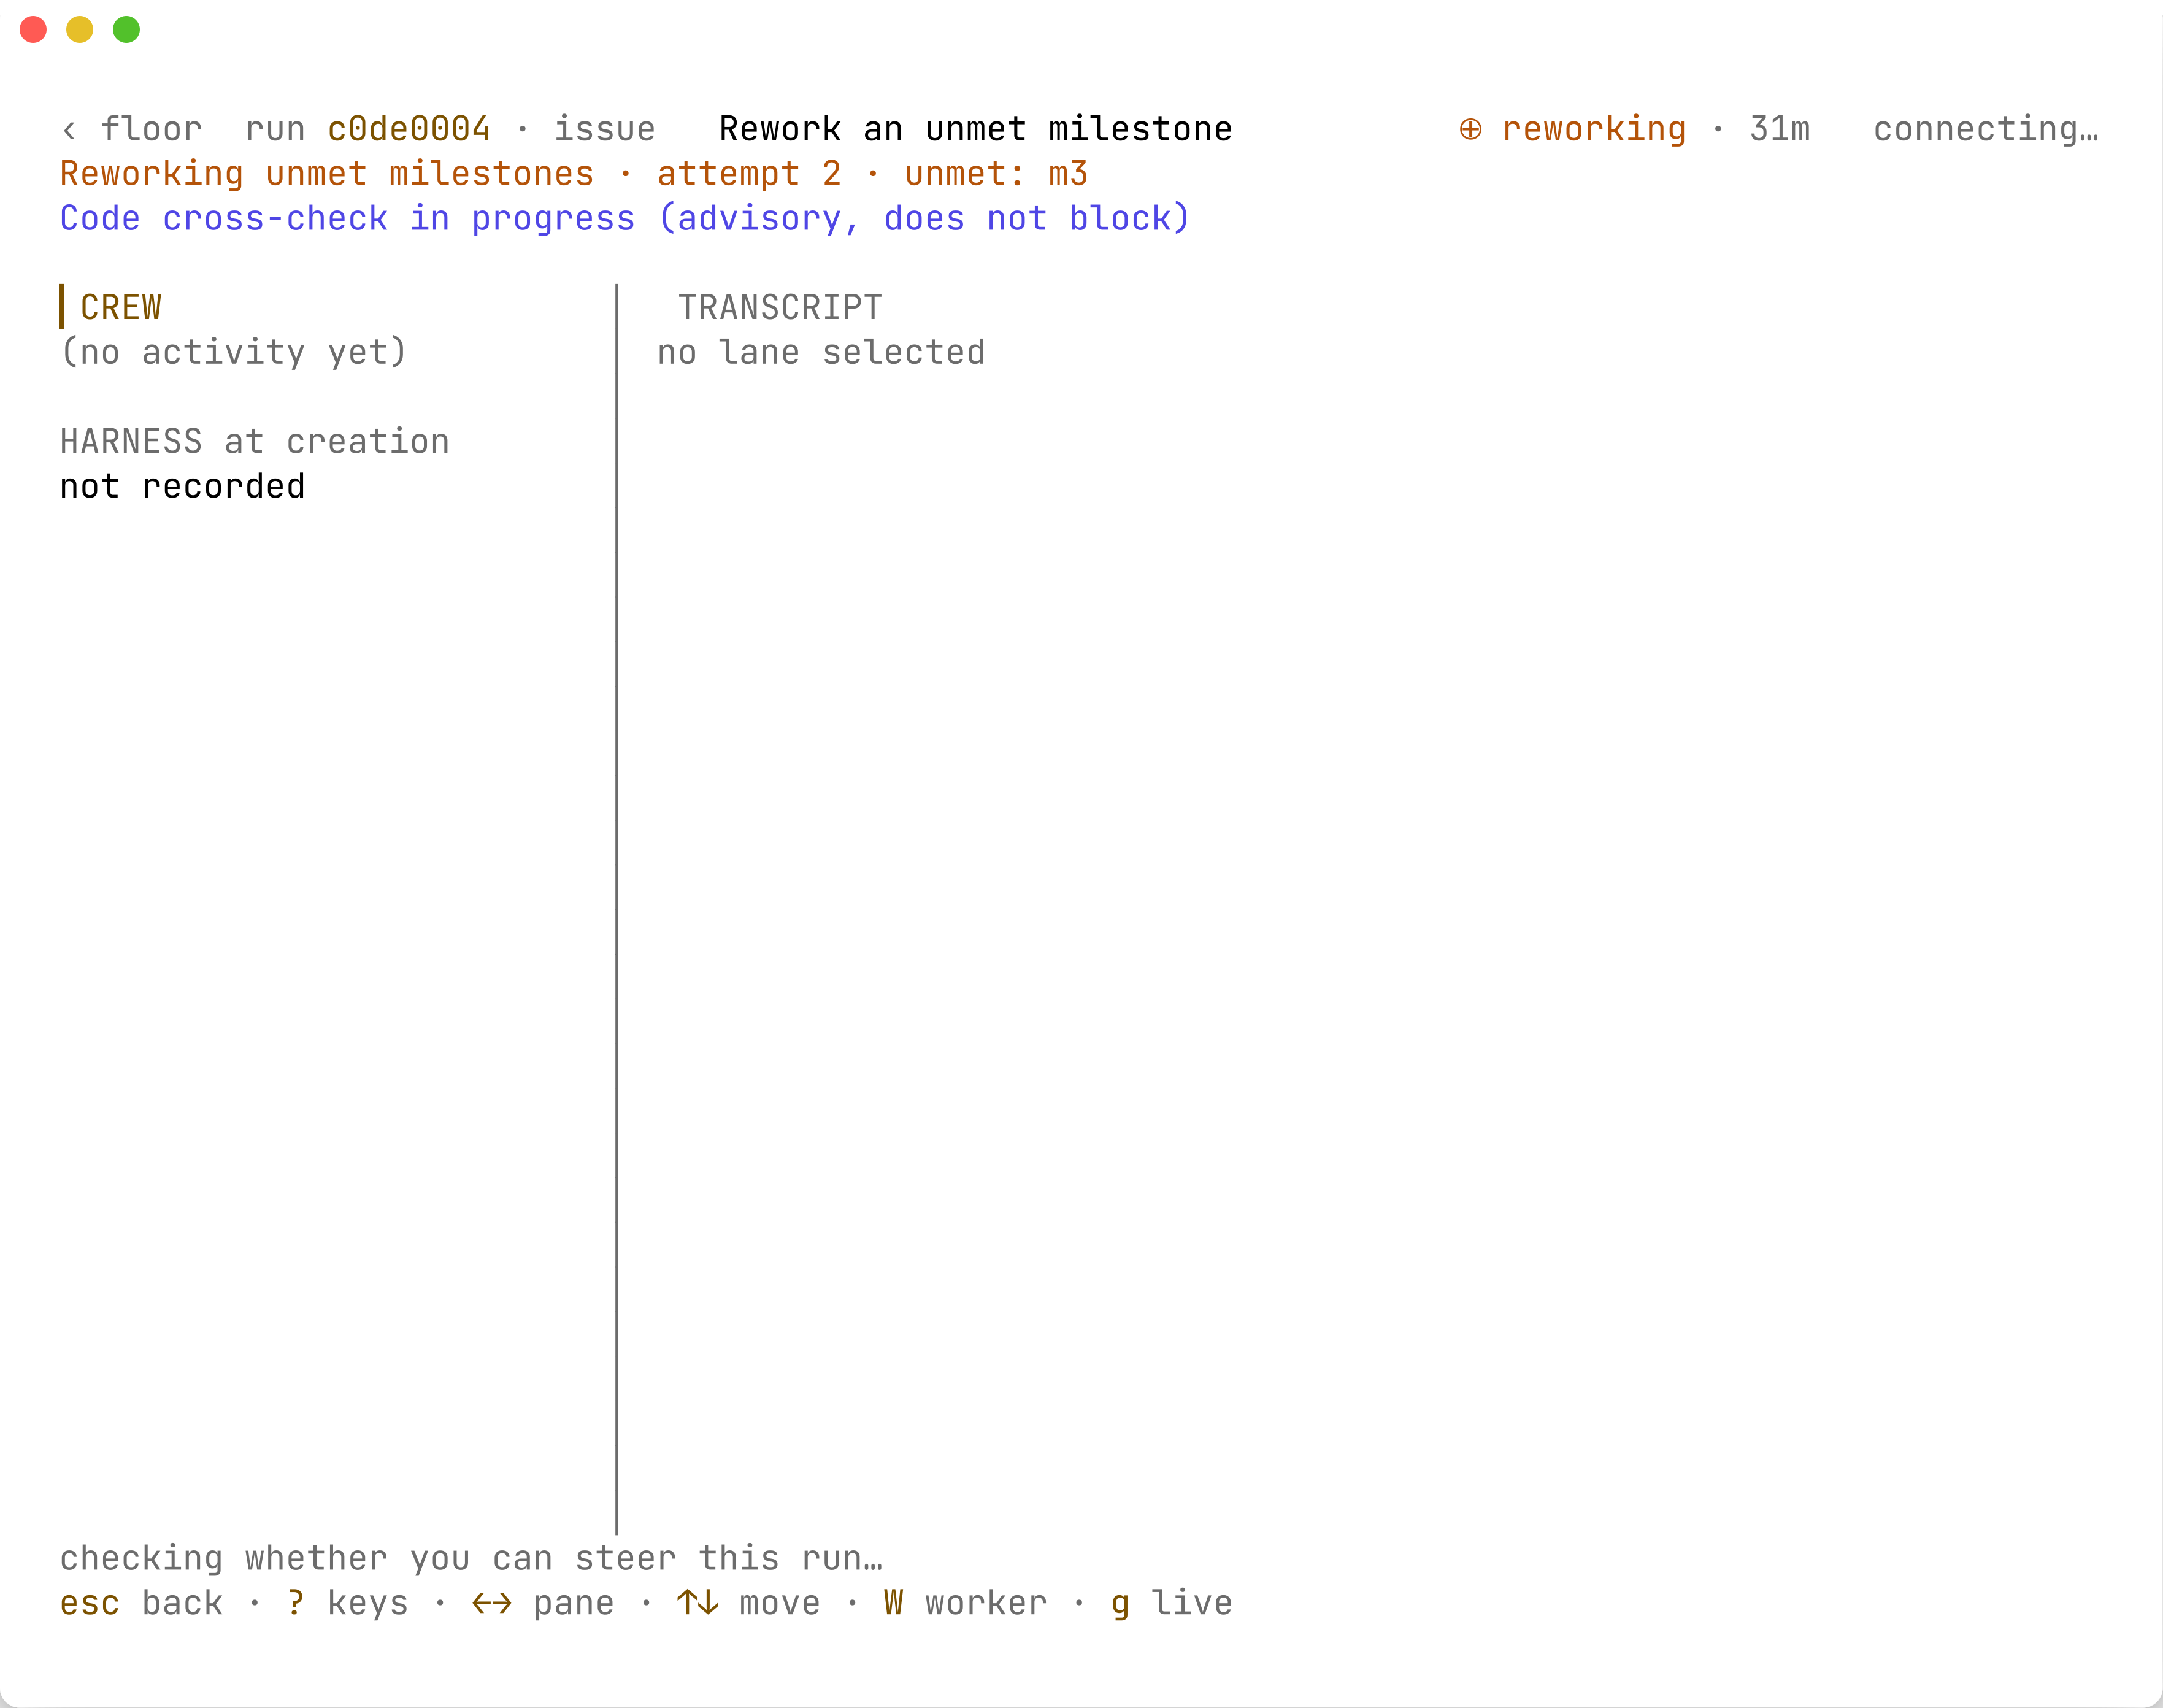 ‹ floor  run c0de0004 · issue   Rework an unmet milestone   ⊕ reworking · 31m   connecting…
Reworking unmet milestones · attempt 2 · unmet: m3
Code cross-check in progress (advisory, does not block)
CREW
(no activity yet)
HARNESS at creation
not recorded
TRANSCRIPT
no lane selected
checking whether you can steer this run…
esc back · ? keys · ←→ pane · ↑↓ move · W worker · g live